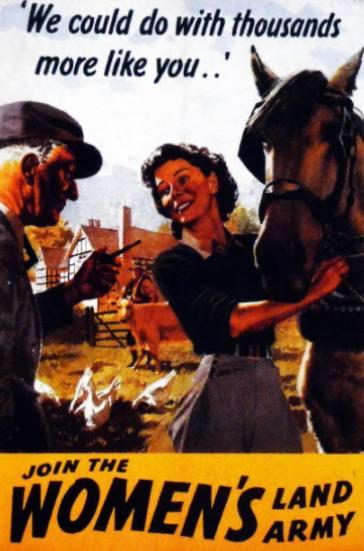 'We could do with thousands
more like you..'
JOIN THE
WOMEN'S LAND
ARMY